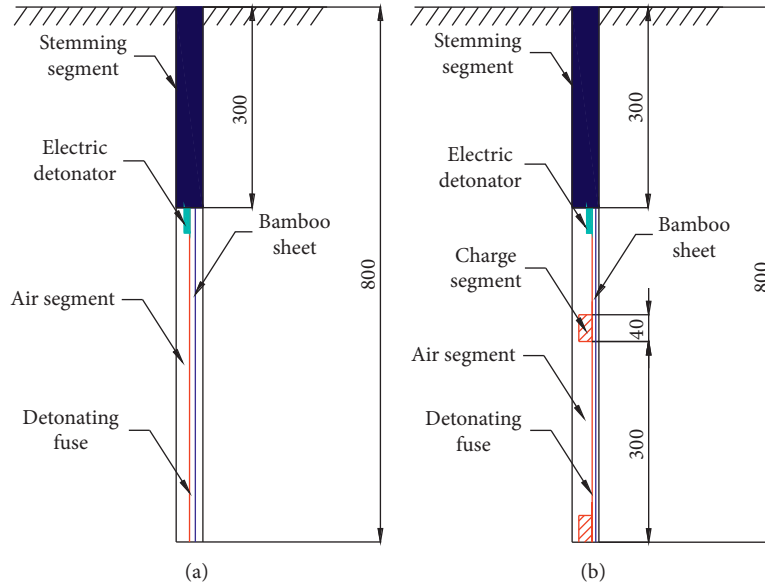 Stemming
segment
300
Electric
detonator
Bamboo
sheet
800
Air segment
Detonating
fuse
(a)
Stemming
segment
300
Electric
detonator
Bamboo
sheet
Charge
segment
800
40
Air segment
Detonating
fuse
300
(b)